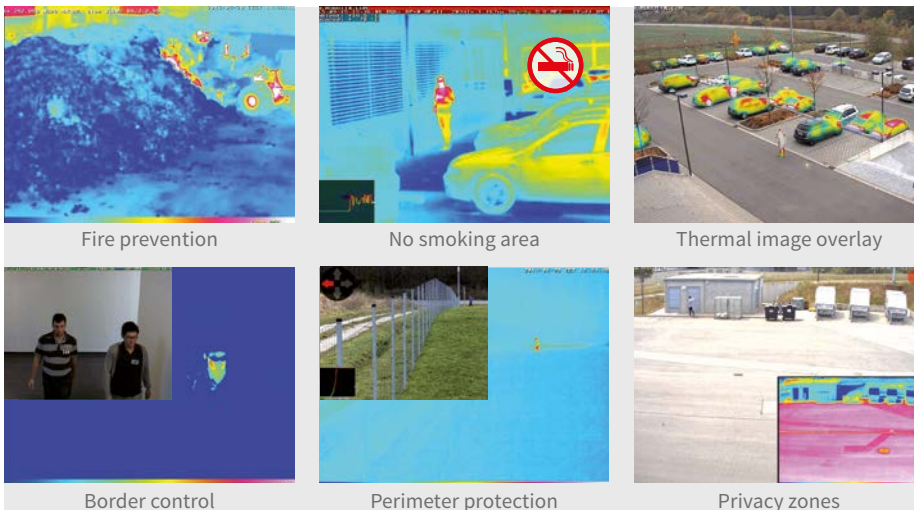 Fire prevention
No smoking area
Thermal image overlay
Border control
Perimeter protection
Privacy zones